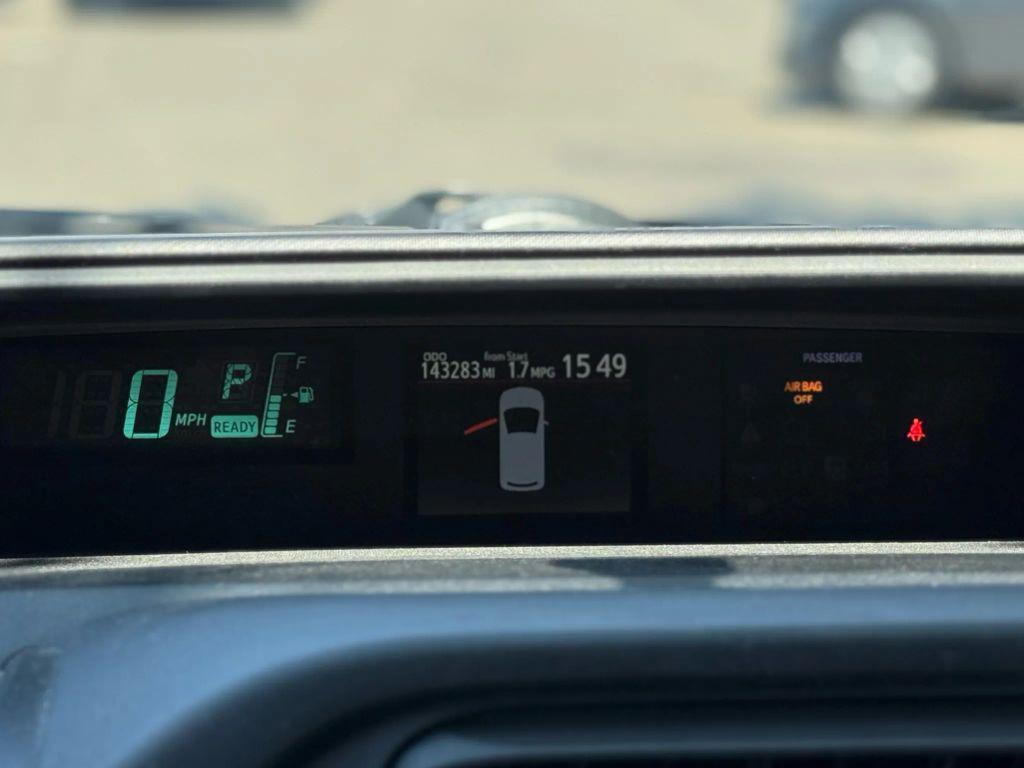 0 MPH
P
READY
F
E
ODO
143283 MI
from Start
1.7 MPG
15 49
PASSENGER
AIR BAG
OFF